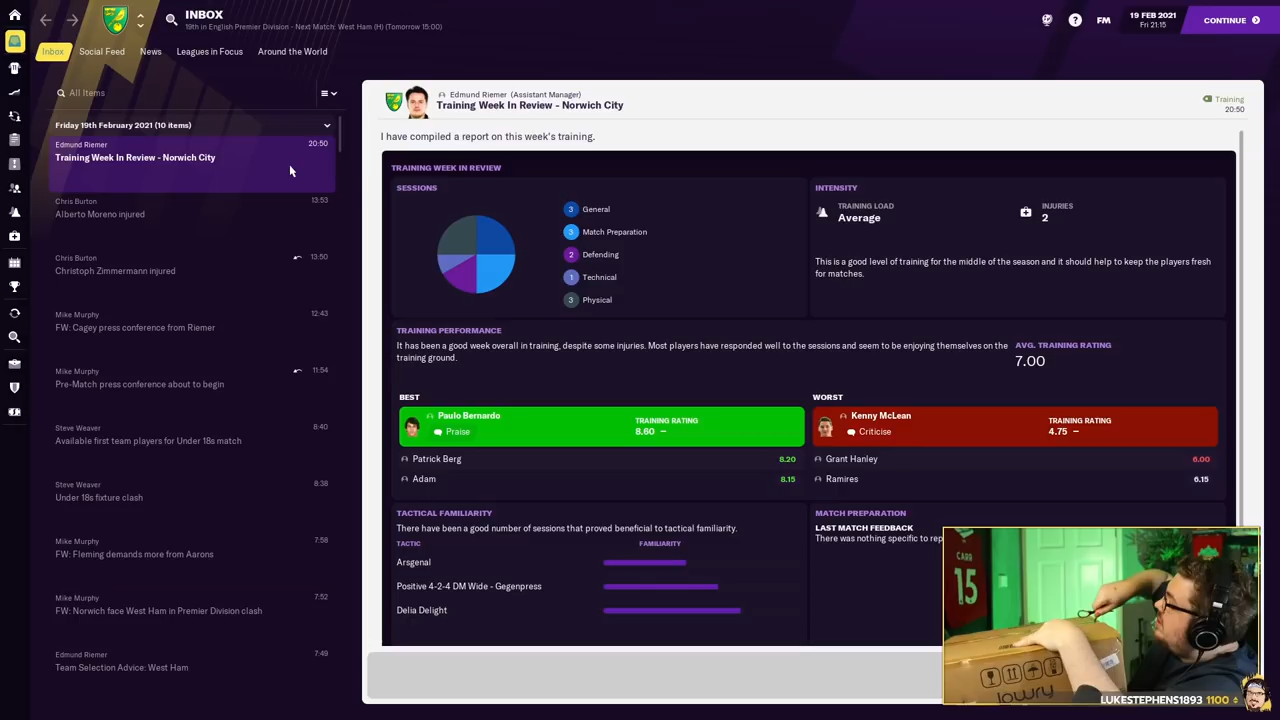 INBOX
19th in English Premier Division - Next Match: West Ham (H) (Tomorrow 15:00)
FM
19 FEB 2021
Fri 21:15
CONTINUE
Inbox
Social Feed
News
Leagues in Focus
Around the World
All Items
Friday 19th February 2021 (10 items)
Edmund Riemer 20:50
Training Week In Review - Norwich City
Chris Burton 13:53
Alberto Moreno injured
Chris Burton 13:50
Christoph Zimmermann injured
Mike Murphy 12:43
FW: Cagey press conference from Riemer
Mike Murphy 11:54
Pre-Match press conference about to begin
Steve Weaver 8:40
Available first team players for Under 18s match
Steve Weaver 8:38
Under 18s fixture clash
Mike Murphy 7:58
FW: Fleming demands more from Aarons
Mike Murphy 7:52
FW: Norwich face West Ham in Premier Division clash
Edmund Riemer 7:49
Team Selection Advice: West Ham
Edmund Riemer (Assistant Manager)
Training Week In Review - Norwich City
Training
20:50
I have compiled a report on this week's training.
TRAINING WEEK IN REVIEW
SESSIONS
3 General
3 Match Preparation
2 Defending
1 Technical
3 Physical
INTENSITY
TRAINING LOAD
Average
INJURIES
2
This is a good level of training for the middle of the season and it should help to keep the players fresh
for matches.
TRAINING PERFORMANCE
It has been a good week overall in training, despite some injuries. Most players have responded well to the sessions and seem to be enjoying themselves on the
training ground.
AVG. TRAINING RATING
7.00
BEST
Paulo Bernardo
Praise
TRAINING RATING
8.60 –
Patrick Berg 8.20
Adam 8.15
WORST
Kenny McLean
Criticise
TRAINING RATING
4.75 –
Grant Hanley 6.00
Ramires 6.15
TACTICAL FAMILIARITY
There have been a good number of sessions that proved beneficial to tactical familiarity.
TACTIC FAMILIARITY
Arsgenal
Positive 4-2-4 DM Wide - Gegenpress
Delia Delight
MATCH PREPARATION
LAST MATCH FEEDBACK
There was nothing specific to rep
CARR
15
lowry
LUKESTEPHENS1893 1100